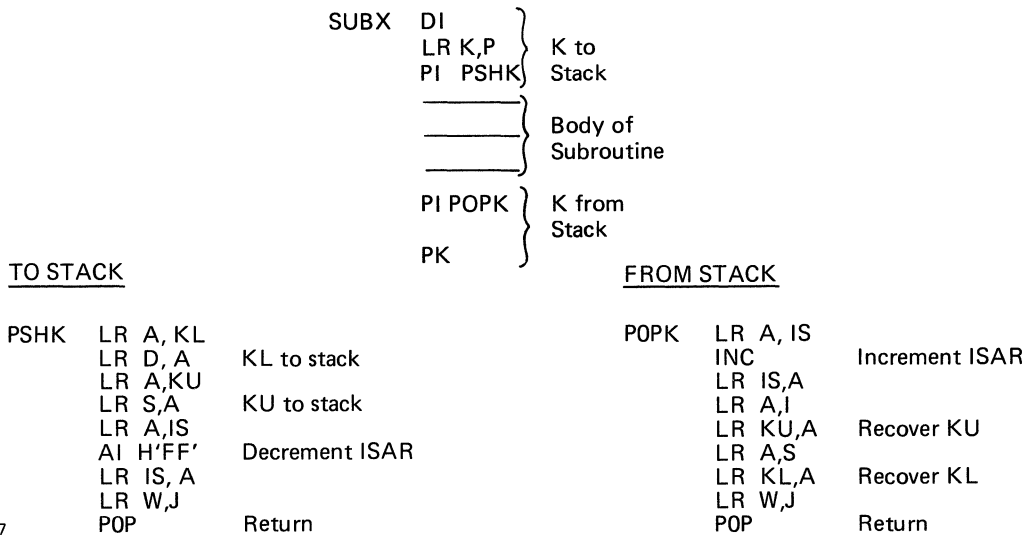 SUBX DI
LR K,P K to
PI PSHK Stack
Body of
Subroutine
PI POPK K from
Stack
PK
TO STACK
PSHK LR A, KL
LR D, A KL to stack
LR A,KU
LR S,A KU to stack
LR A,IS
AI H'FF' Decrement ISAR
LR IS, A
LR W,J
POP Return
7
FROM STACK
POPK LR A, IS
INC Increment ISAR
LR IS,A
LR A,I
LR KU,A Recover KU
LR A,S
LR KL,A Recover KL
LR W,J
POP Return